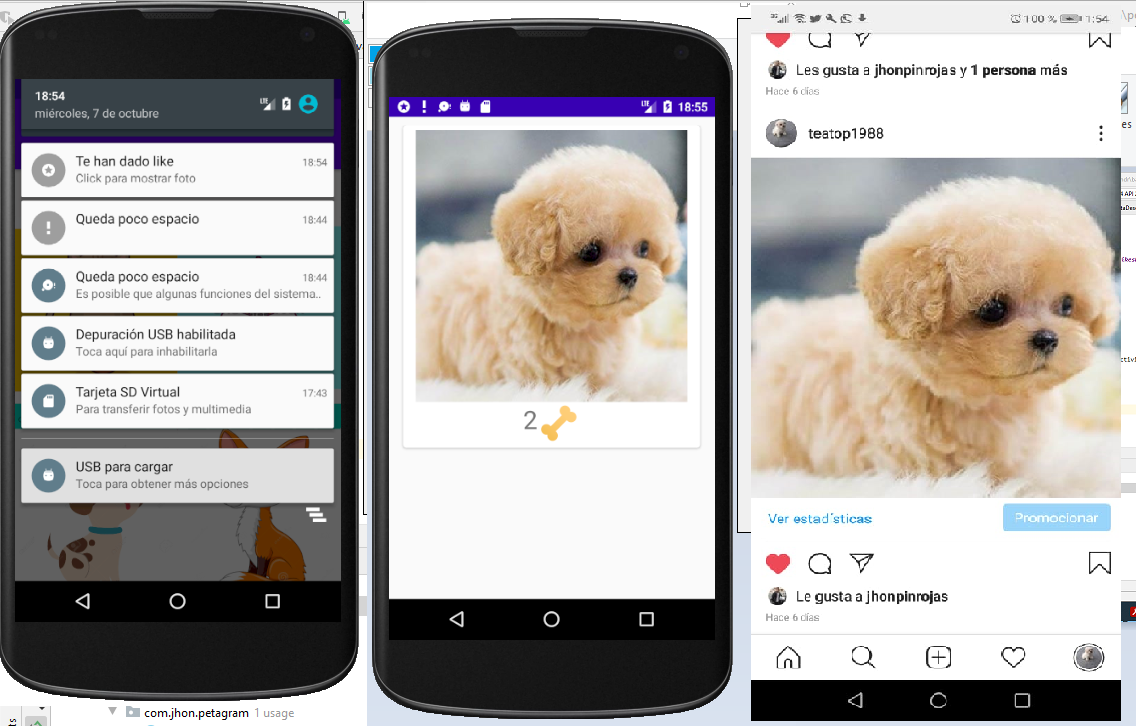 18:54
miércoles, 7 de octubre
LTE
Te han dado like
18:54
Click para mostrar foto
Queda poco espacio
18:44
Queda poco espacio
18:44
Es posible que algunas funciones del sistema..
Depuración USB habilitada
Toca aquí para inhabilitarla
Tarjeta SD Virtual
17:43
Para transferir fotos y multimedia
USB para cargar
Toca para obtener más opciones
com.jhon.petagram 1 usage
LTE
18:55
2
100 %
1:54
Les gusta a jhonpinrojas y 1 persona más
Hace 6 días
teatop1988
Ver estadísticas
Promocionar
Le gusta a jhonpinrojas
Hace 6 días